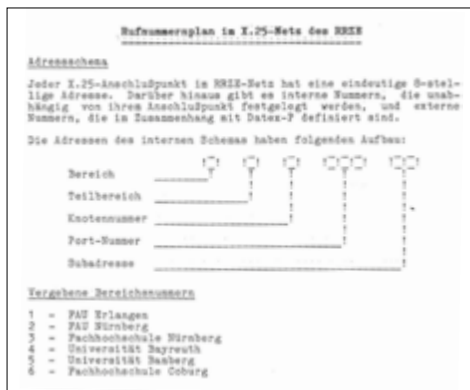 Rufnummernplan im X.25-Netz des RRZE
Adressschema
Jeder X.25-Anschlußpunkt im RRZE-Netz hat eine eindeutige 8-stel-
lige Adresse. Darüber hinaus gibt es interne Nummern, die unab-
hängig von ihrem Anschlußpunkt festgelegt werden, und externe
Nummern, die im Zusammenhang mit Datex-P definiert sind.
Die Adressen des internen Schemas haben folgenden Aufbau:
Bereich
Teilbereich
Knotennummer
Port-Nummer
Subadresse
Vergebene Bereichsnummern
1 - FAU Erlangen
2 - FAU Nürnberg
3 - Fachhochschule Nürnberg
4 - Universität Bayreuth
5 - Universität Bamberg
6 - Fachhochschule Coburg